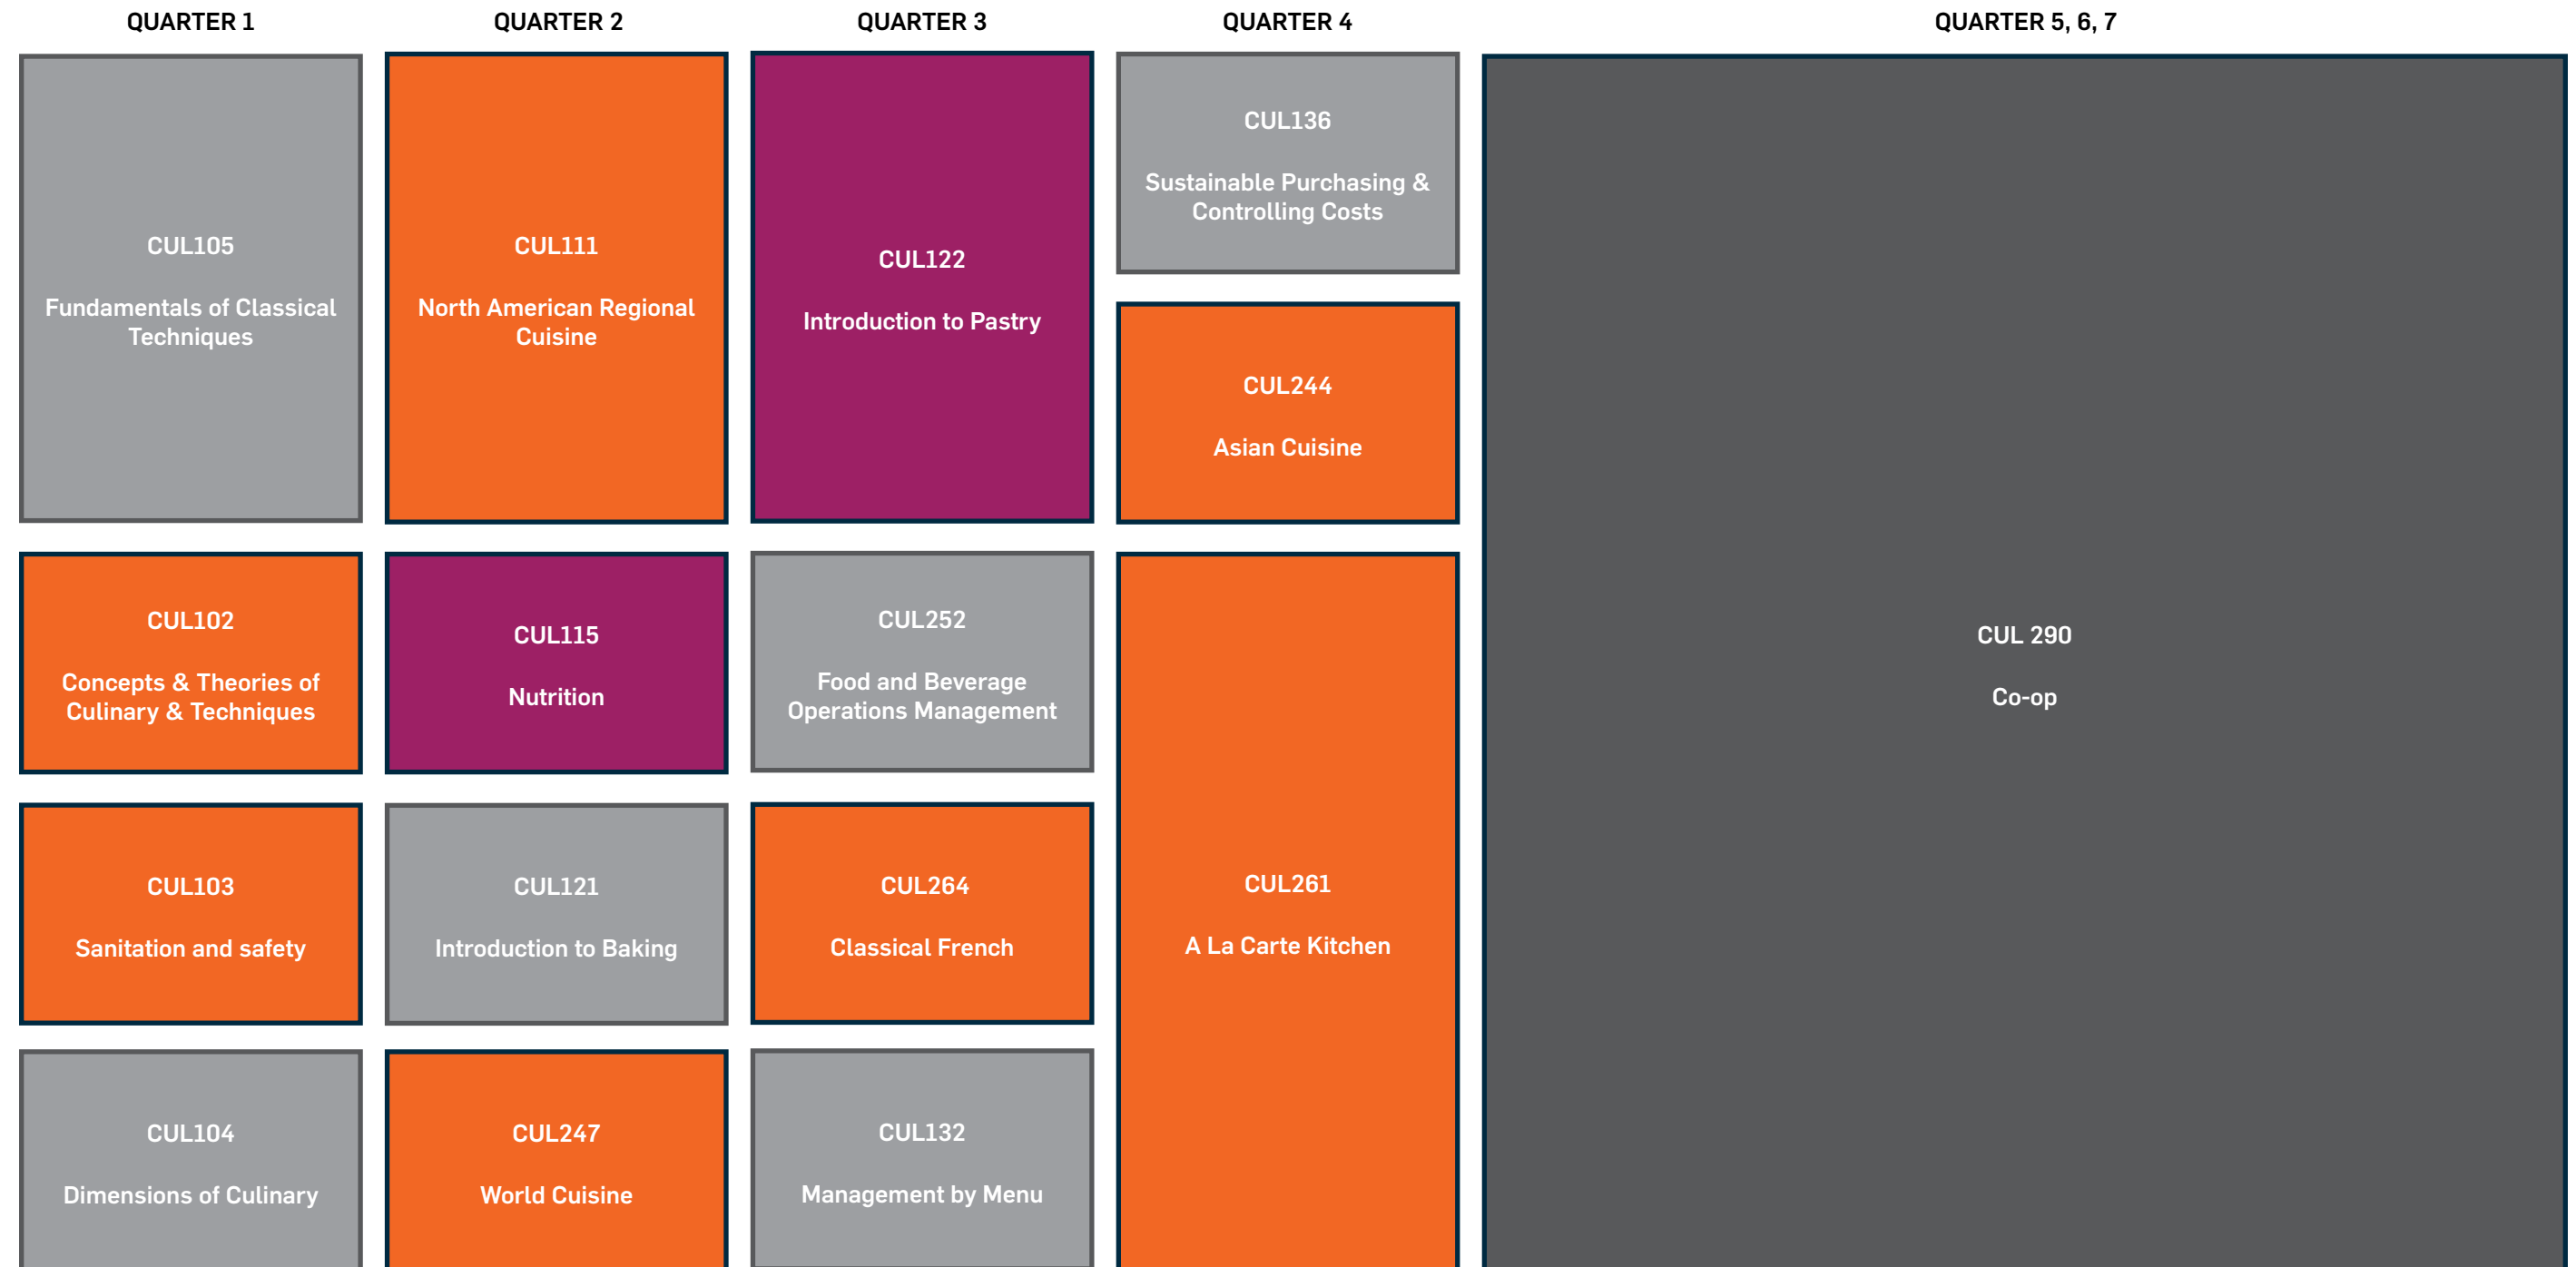 QUARTER 1
QUARTER 2
QUARTER 3
QUARTER 4
QUARTER 5, 6, 7
CUL105
Fundamentals of Classical
Techniques
CUL102
Concepts & Theories of
Culinary & Techniques
CUL103
Sanitation and safety
CUL104
Dimensions of Culinary
CUL111
North American Regional
Cuisine
CUL115
Nutrition
CUL121
Introduction to Baking
CUL247
World Cuisine
CUL122
Introduction to Pastry
CUL252
Food and Beverage
Operations Management
CUL264
Classical French
CUL132
Management by Menu
CUL136
Sustainable Purchasing &
Controlling Costs
CUL244
Asian Cuisine
CUL261
A La Carte Kitchen
CUL 290
Co-op